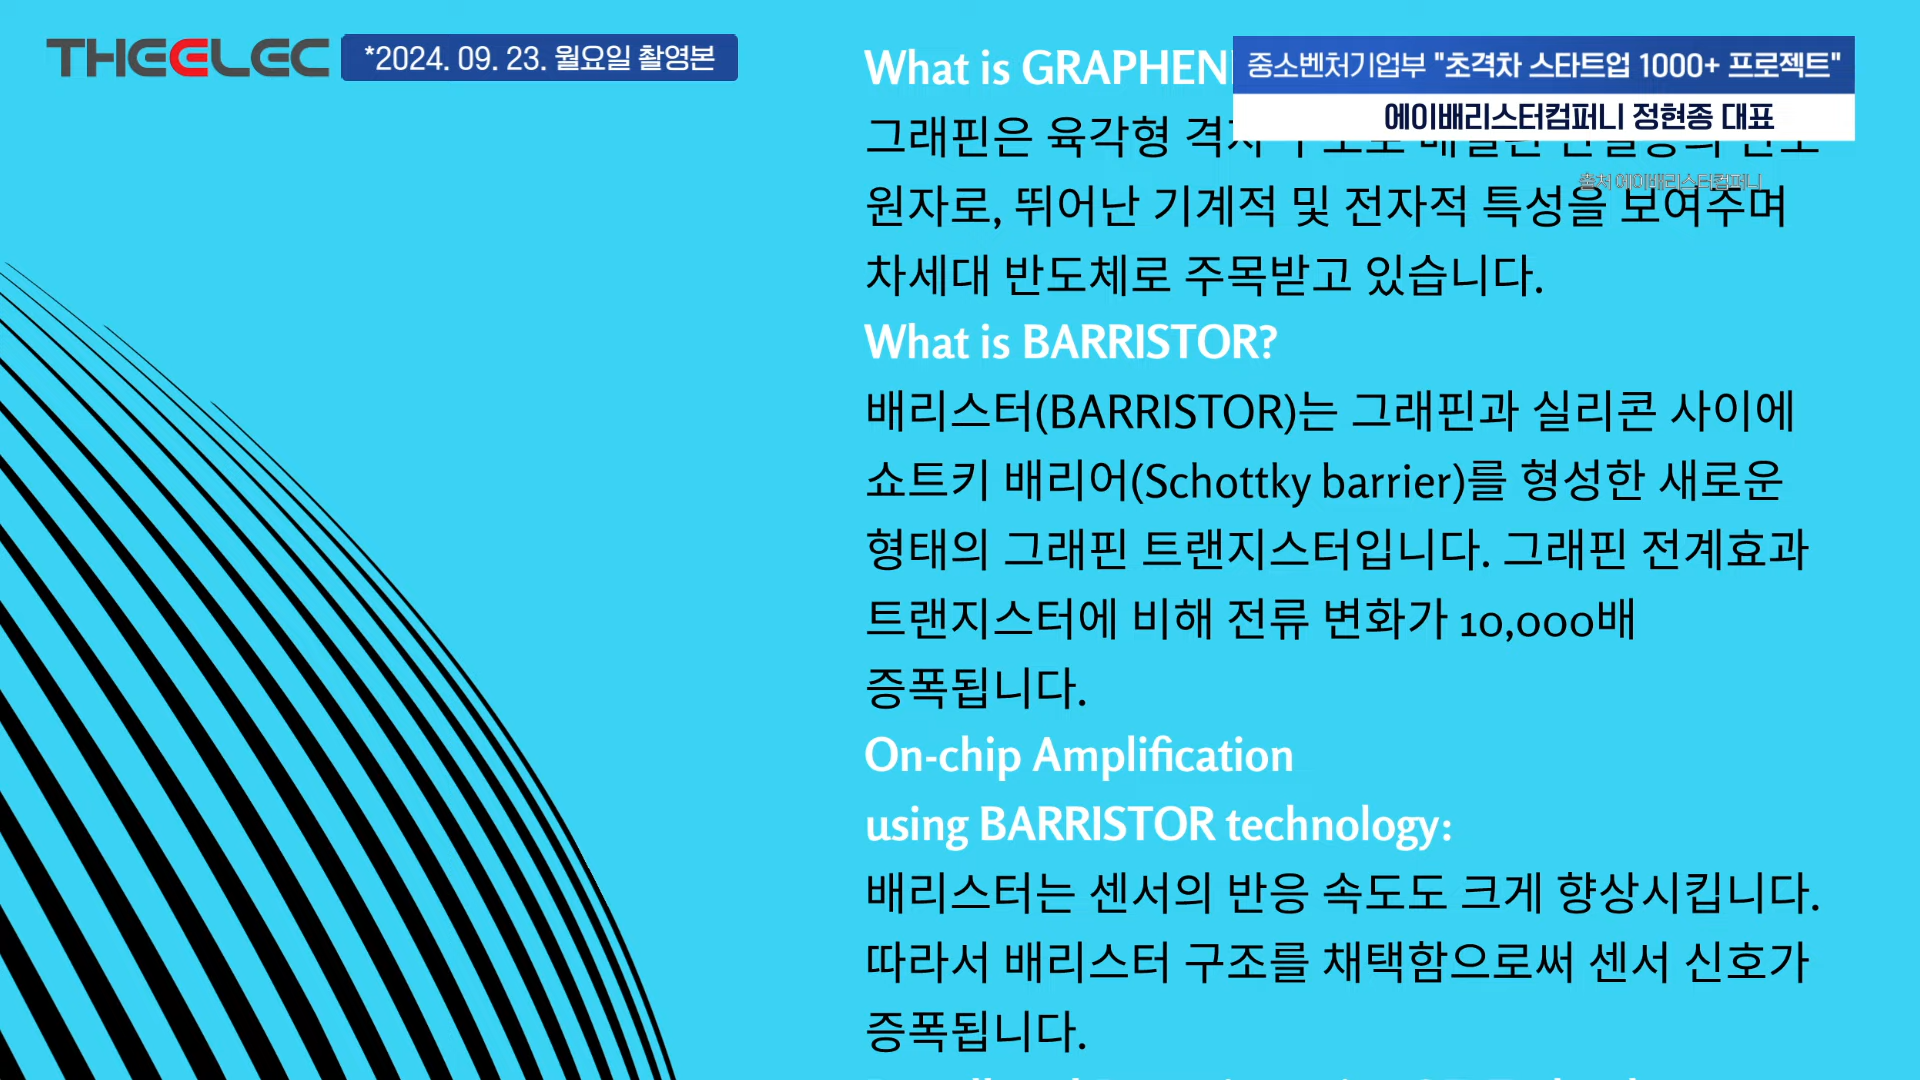 THEELEC
*2024. 09. 23. 월요일 촬영본
중소벤처기업부 "초격차 스타트업 1000+ 프로젝트"
에이배리스터컴퍼니 정현종 대표
출처 에이배리스터컴퍼니
What is GRAPHEN
그래핀은 육각형
원자로, 뛰어난 기계적 및 전자적 특성을 보여주며
차세대 반도체로 주목받고 있습니다.
What is BARRISTOR?
배리스터(BARRISTOR)는 그래핀과 실리콘 사이에
쇼트키 배리어(Schottky barrier)를 형성한 새로운
형태의 그래핀 트랜지스터입니다. 그래핀 전계효과
트랜지스터에 비해 전류 변화가 10,000배
증폭됩니다.
On-chip Amplification
using BARRISTOR technology:
배리스터는 센서의 반응 속도도 크게 향상시킵니다.
따라서 배리스터 구조를 채택함으로써 센서 신호가
증폭됩니다.